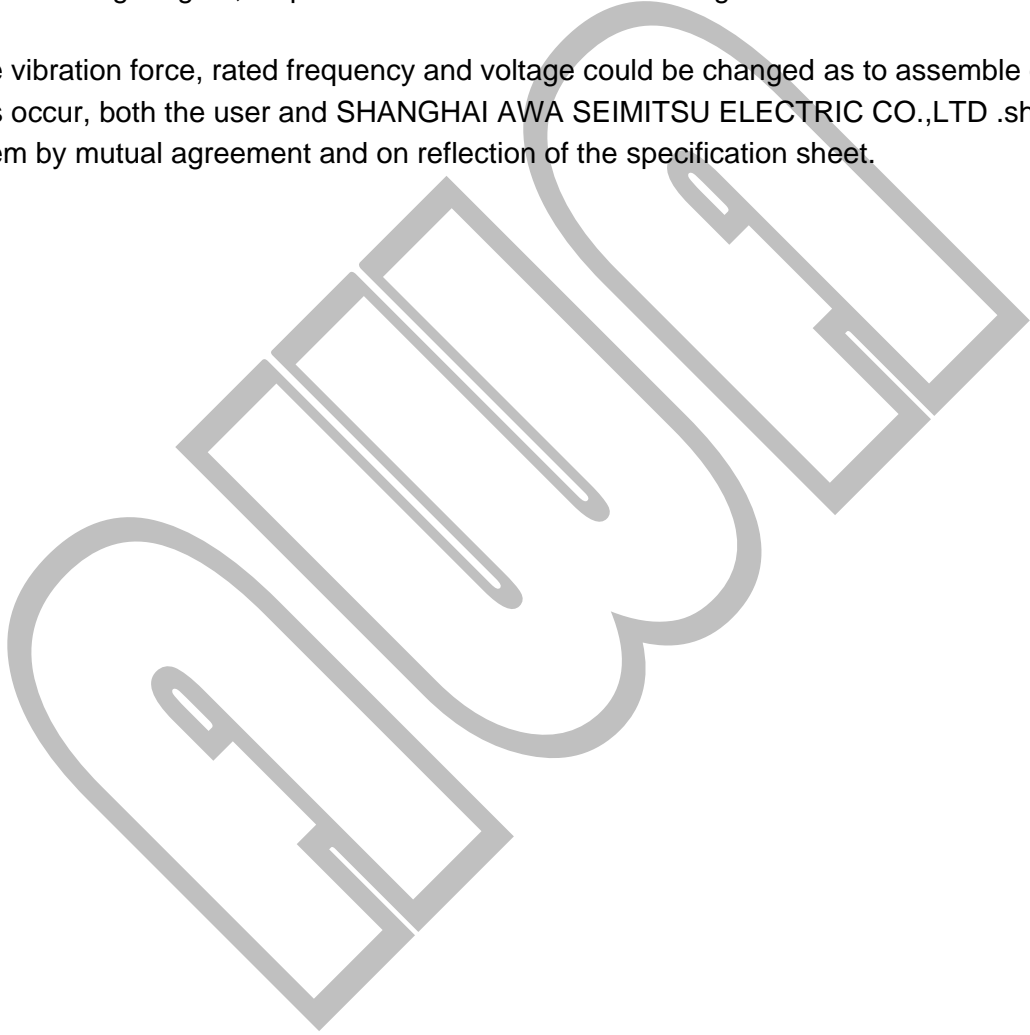 vibration force, rated frequency and voltage could be changed as to assemble
occur, both the user and SHANGHAI AWA SEIMITSU ELECTRIC CO.,LTD .sh
em by mutual agreement and on reflection of the specification sheet.
AWA